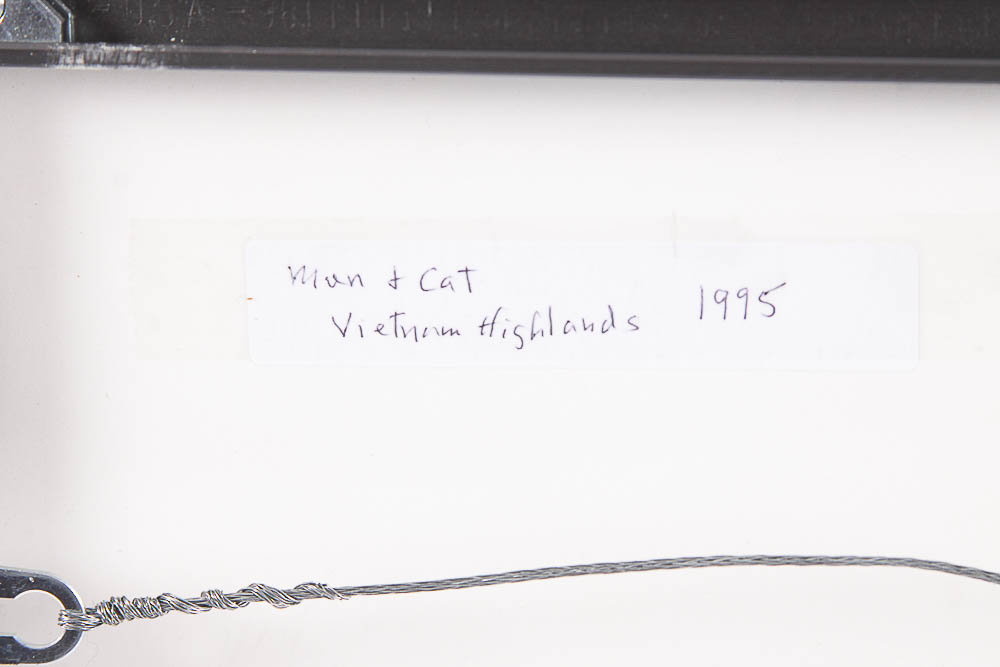 Man + Cat
Vietnam Highlands 1995